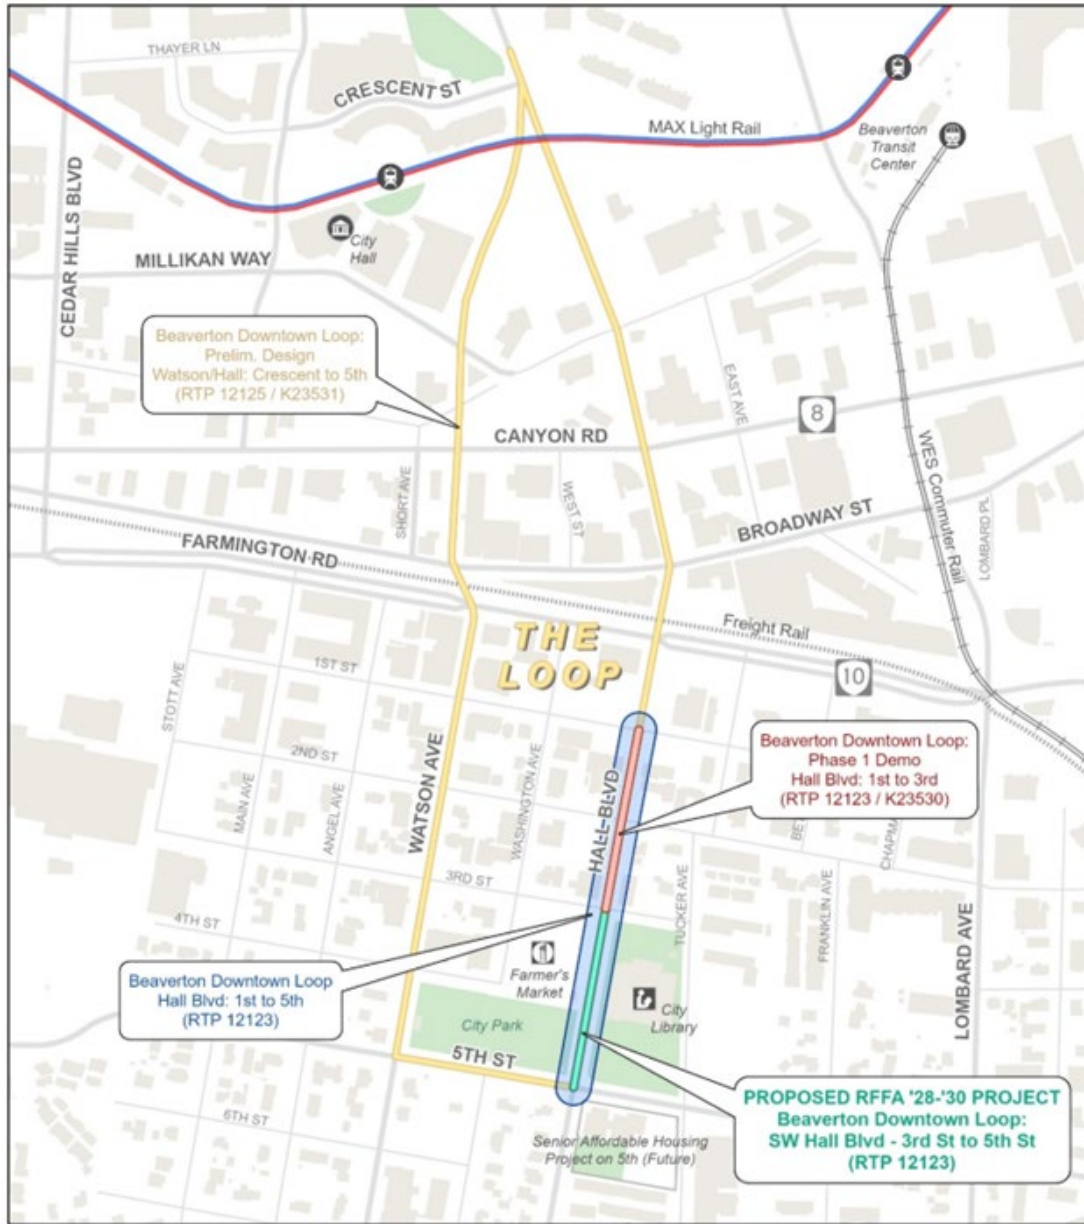 THAYER LN
CRESCENT ST
MAX Light Rail
Beaverton
Transit
Center
CEDAR HILLS BLVD
City
Hall
MILLIKAN WAY
Beaverton Downtown Loop:
Prelim. Design
Watson/Hall: Crescent to 5th
(RTP 12125 / K23531)
EAST AVE
8
CANYON RD
SHORT AVE
WEST ST
BROADWAY ST
WES Commuter Rail
LOMBARD PL
FARMINGTON RD
Freight Rail
THE
LOOP
10
1ST ST
STOTT AVE
2ND ST
MAIN AVE
ANGEL AVE
WATSON AVE
WASHINGTON AVE
HALL BLVD
Beaverton Downtown Loop:
Phase 1 Demo
Hall Blvd: 1st to 3rd
(RTP 12123 / K23530)
3RD ST
4TH ST
TUCKER AVE
FRANKLIN AVE
LOMBARD AVE
Farmer's
Market
City
Library
Beaverton Downtown Loop
Hall Blvd: 1st to 5th
(RTP 12123)
City Park
5TH ST
6TH ST
PROPOSED RFFA '28-'30 PROJECT
Beaverton Downtown Loop:
SW Hall Blvd - 3rd St to 5th St
(RTP 12123)
Senior Affordable Housing
Project on 5th (Future)